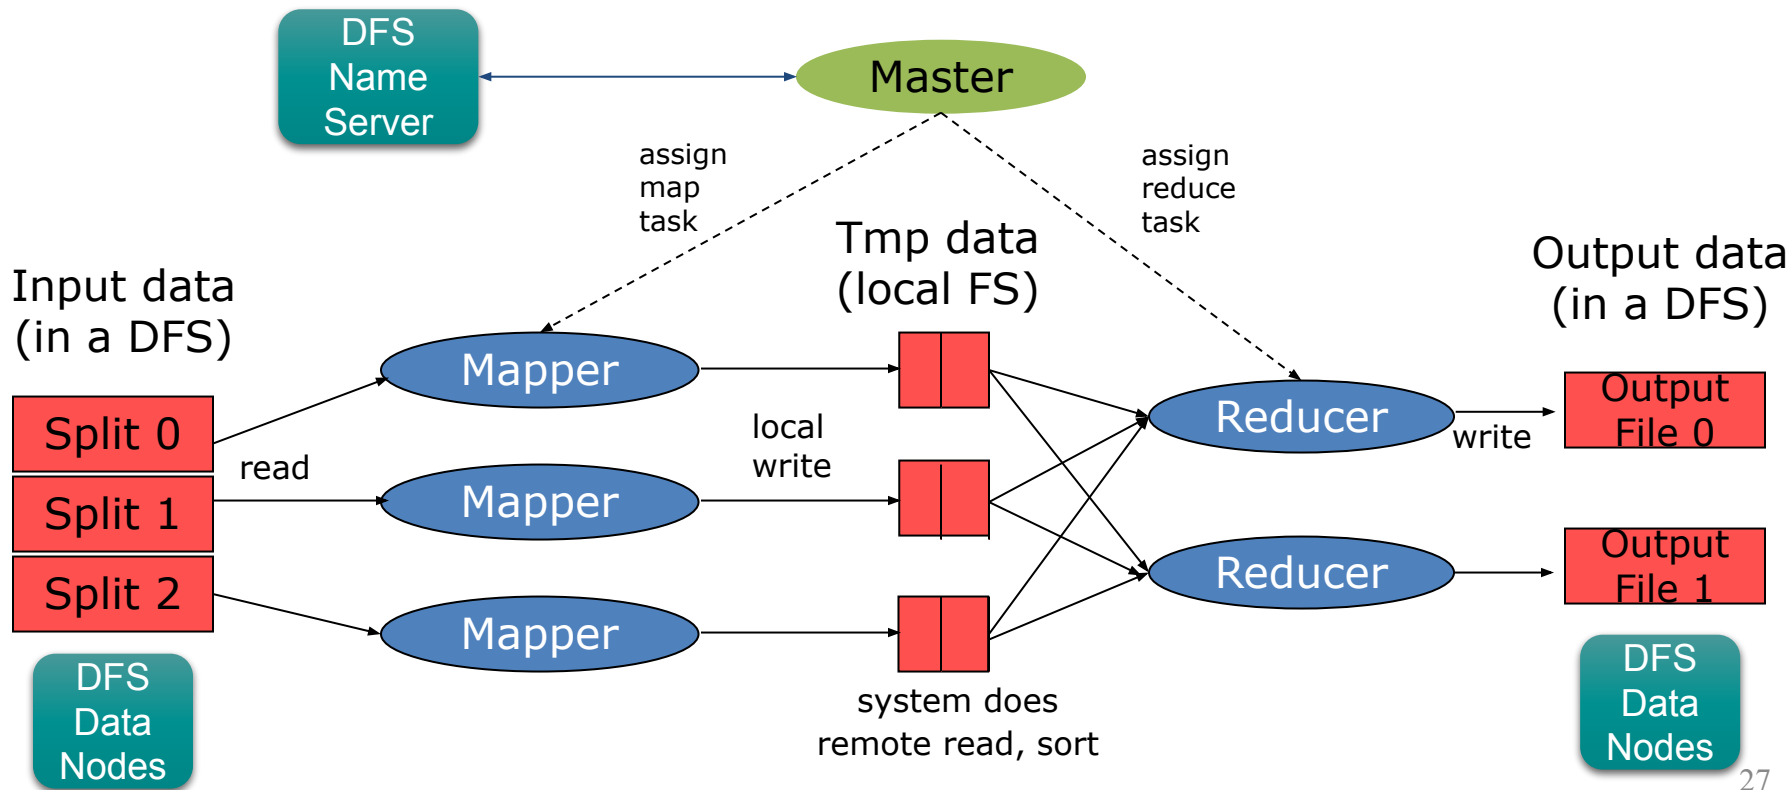 DFS
Name
Server
Master
assign
map
task
assign
reduce
task
Input data
(in a DFS)
Tmp data
(local FS)
Output data
(in a DFS)
Split 0
Split 1
Split 2
read
Mapper
Mapper
Mapper
local
write
Reducer
Reducer
write
Output
File 0
Output
File 1
DFS
Data
Nodes
system does
remote read, sort
DFS
Data
Nodes
27